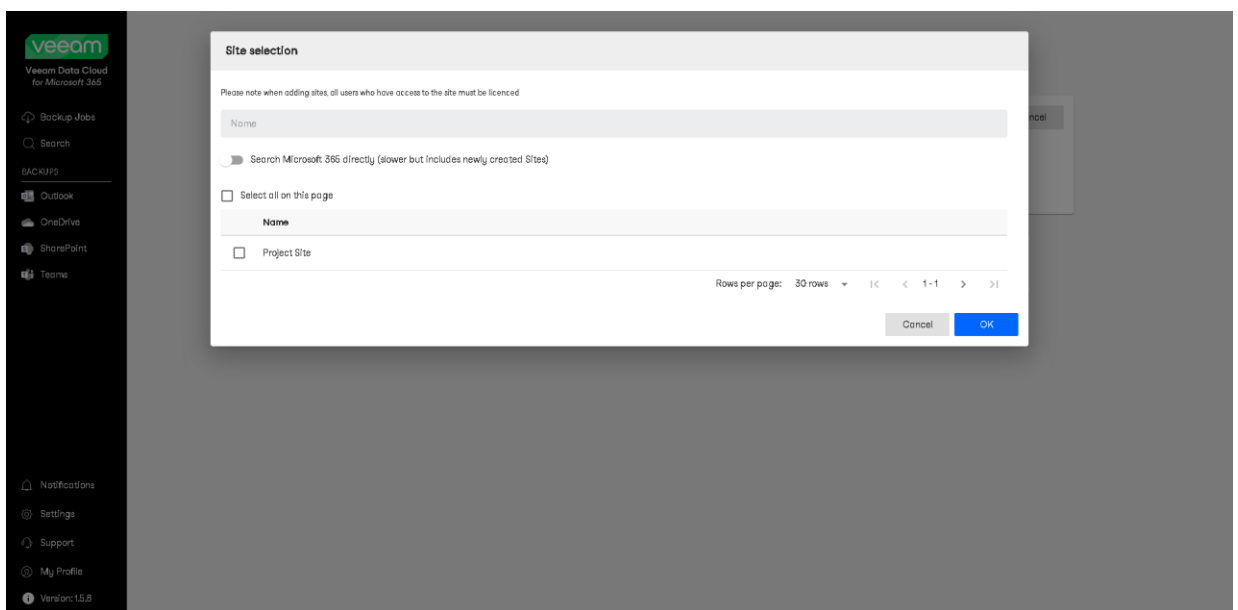 veeam
Veeam Data Cloud
for Microsoft 365
Backup Jobs
Search
BACKUPS
Outlook
OneDrive
SharePoint
Teams
Notifications
Settings
Support
My Profile
Version: 1.5.8
Site selection
Please note when adding sites, all users who have access to the site must be licenced
Name
Search Microsoft 365 directly (slower but includes newly created Sites)
Select all on this page
Name
Project Site
Rows per page: 30 rows 1-1
Cancel OK
ncel